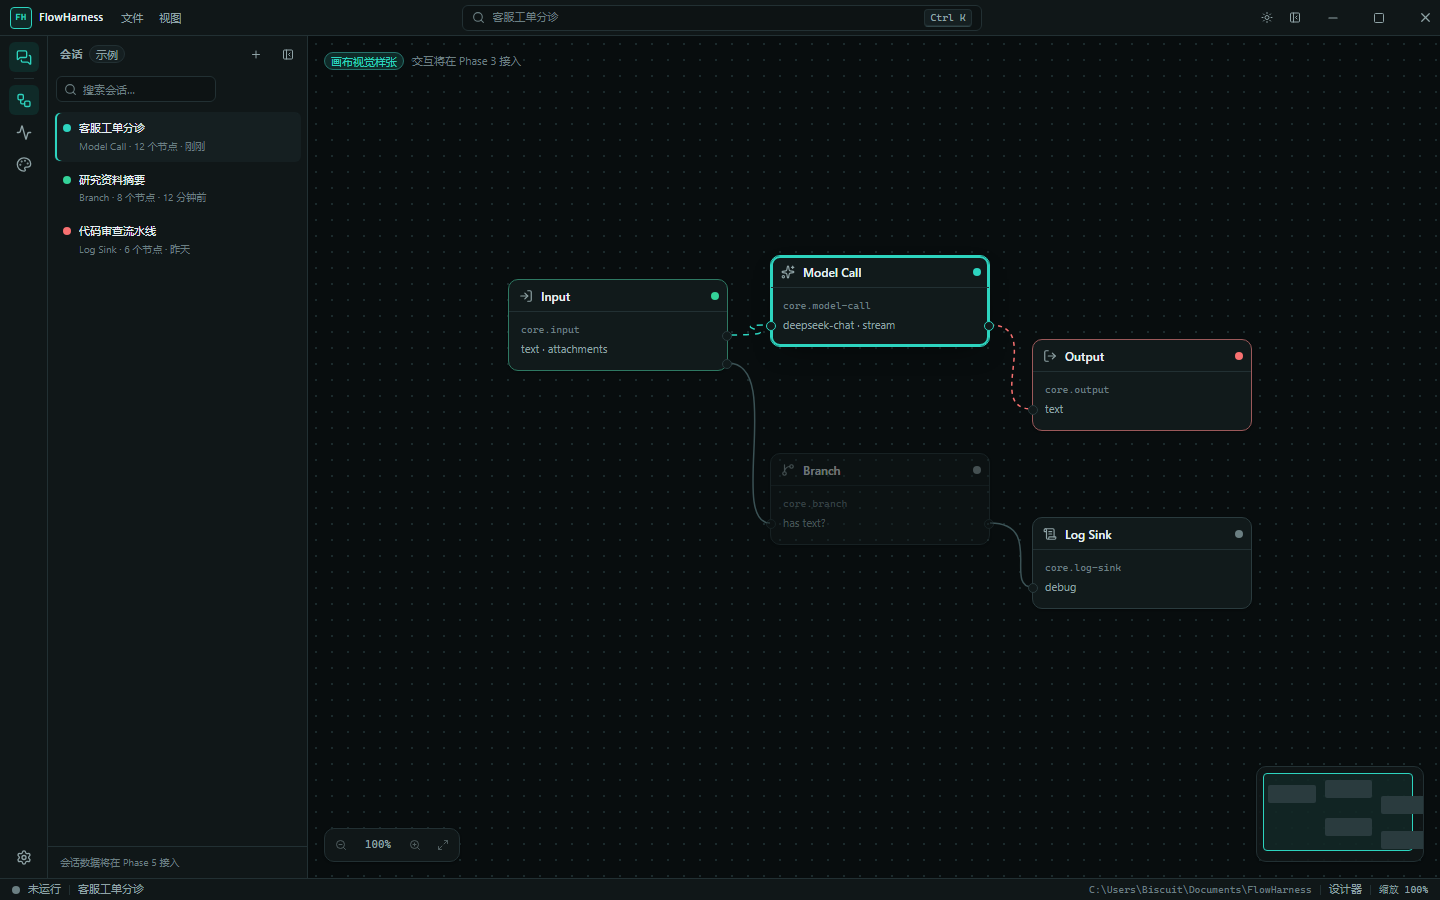 FH FlowHarness 文件 视图 客服工单分诊 Ctrl K
会话 示例
搜索会话...
客服工单分诊
Model Call · 12 个节点 · 刚刚
研究资料摘要
Branch · 8 个节点 · 12 分钟前
代码审查流水线
Log Sink · 6 个节点 · 昨天
会话数据将在 Phase 5 接入
画布视觉样张 交互将在 Phase 3 接入
Input
core.input
text · attachments
Model Call
core.model-call
deepseek-chat · stream
Output
core.output
text
Branch
core.branch
has text?
Log Sink
core.log-sink
debug
100%
未运行 客服工单分诊 C:\Users\Biscuit\Documents\FlowHarness 设计器 缩放 100%